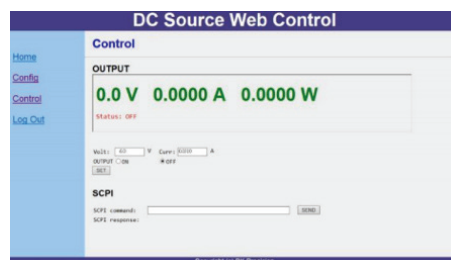 DC Source Web Control
Home
Config
Control
Log Out
Control
OUTPUT
0.0 V 0.0000 A 0.0000 W
Status: OFF
Volt: V Curr: A
OUTPUT ON OFF
SET
SCPI
SCPI command: SEND
SCPI response: